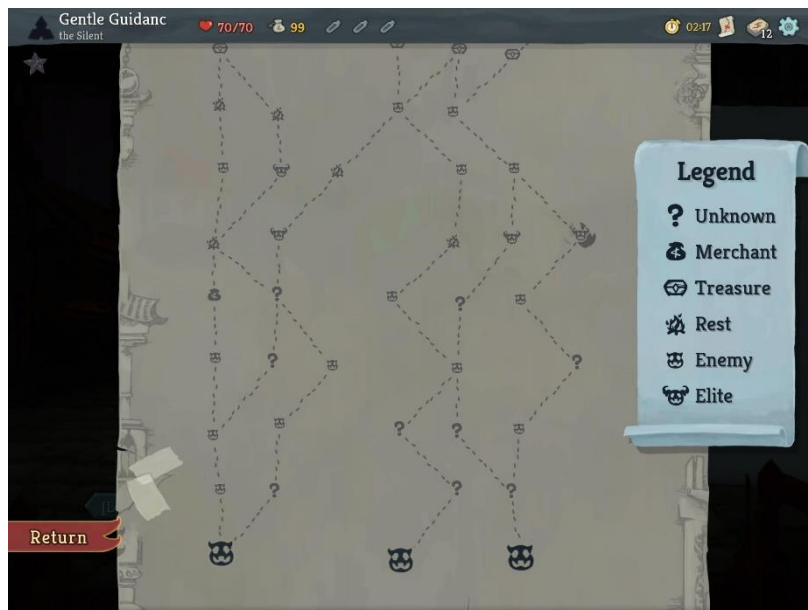 Gentle Guidanc
the Silent
70/70
99
02:17
12
Legend
Unknown
Merchant
Treasure
Rest
Enemy
Elite
Return